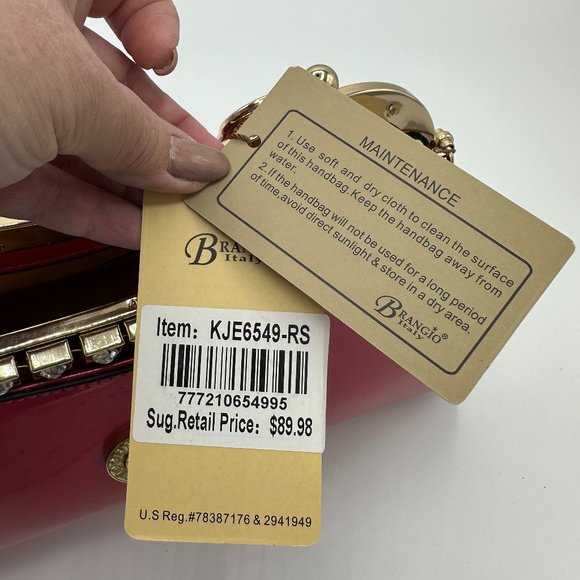 MAINTENANCE
1. Use soft and dry cloth to clean the surface
of this handbag.Keep the handbag away from
water.
2. If the handbag will not be used for a long period
of time,avoid direct sunlight & store in a dry area.
BRANGIO®
Italy
BRANGIO
Italy
Item: KJE6549-RS
777210654995
Sug.Retail Price: $89.98
U.S Reg.#78387176 & 2941949